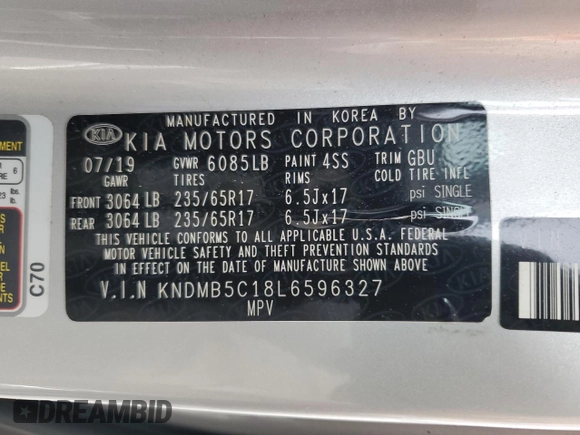 MANUFACTURED IN KOREA BY
KIA KIA MOTORS CORPORATION
07/19 GVWR 6085LB PAINT 4SS TRIM GBU
GAWR TIRES RIMS COLD TIRE INFL
FRONT 3064 LB 235/65R17 6.5Jx17 psi SINGLE
REAR 3064 LB 235/65R17 6.5Jx17 psi SINGLE
THIS VEHICLE CONFORMS TO ALL APPLICABLE U.S.A. FEDERAL
MOTOR VEHICLE SAFETY AND THEFT PREVENTION STANDARDS
IN EFFECT ON THE DATE OF MANUFACTURE SHOWN ABOVE.
V.I.N KNDMB5C18L6596327
MPV
C70
DREAMBID